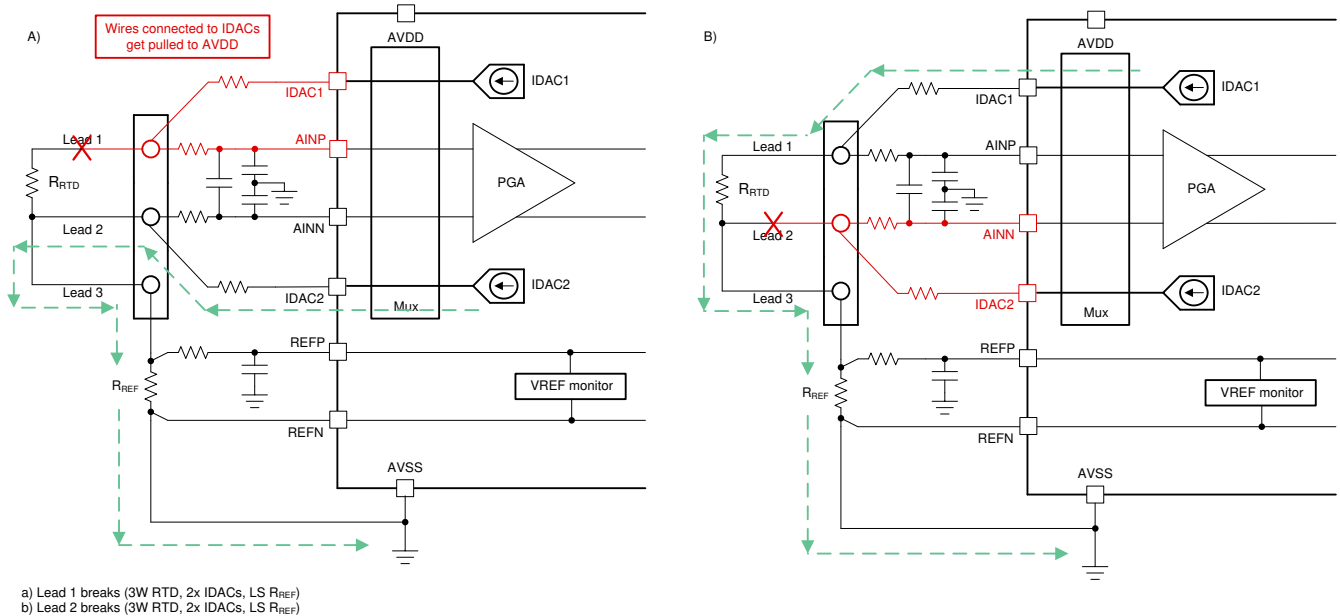 A)
Wires connected to IDACs
get pulled to AVDD
AVDD
IDAC1
IDAC1
Lead 1
AINP
RRTD
PGA
Lead 2
AINN
IDAC2
IDAC2
Lead 3
Mux
REFP
RREF
VREF monitor
REFN
AVSS
B)
AVDD
IDAC1
IDAC1
Lead 1
AINP
RRTD
PGA
Lead 2
AINN
IDAC2
IDAC2
Lead 3
Mux
REFP
RREF
VREF monitor
REFN
AVSS
a) Lead 1 breaks (3W RTD, 2x IDACs, LS RREF)
b) Lead 2 breaks (3W RTD, 2x IDACs, LS RREF)